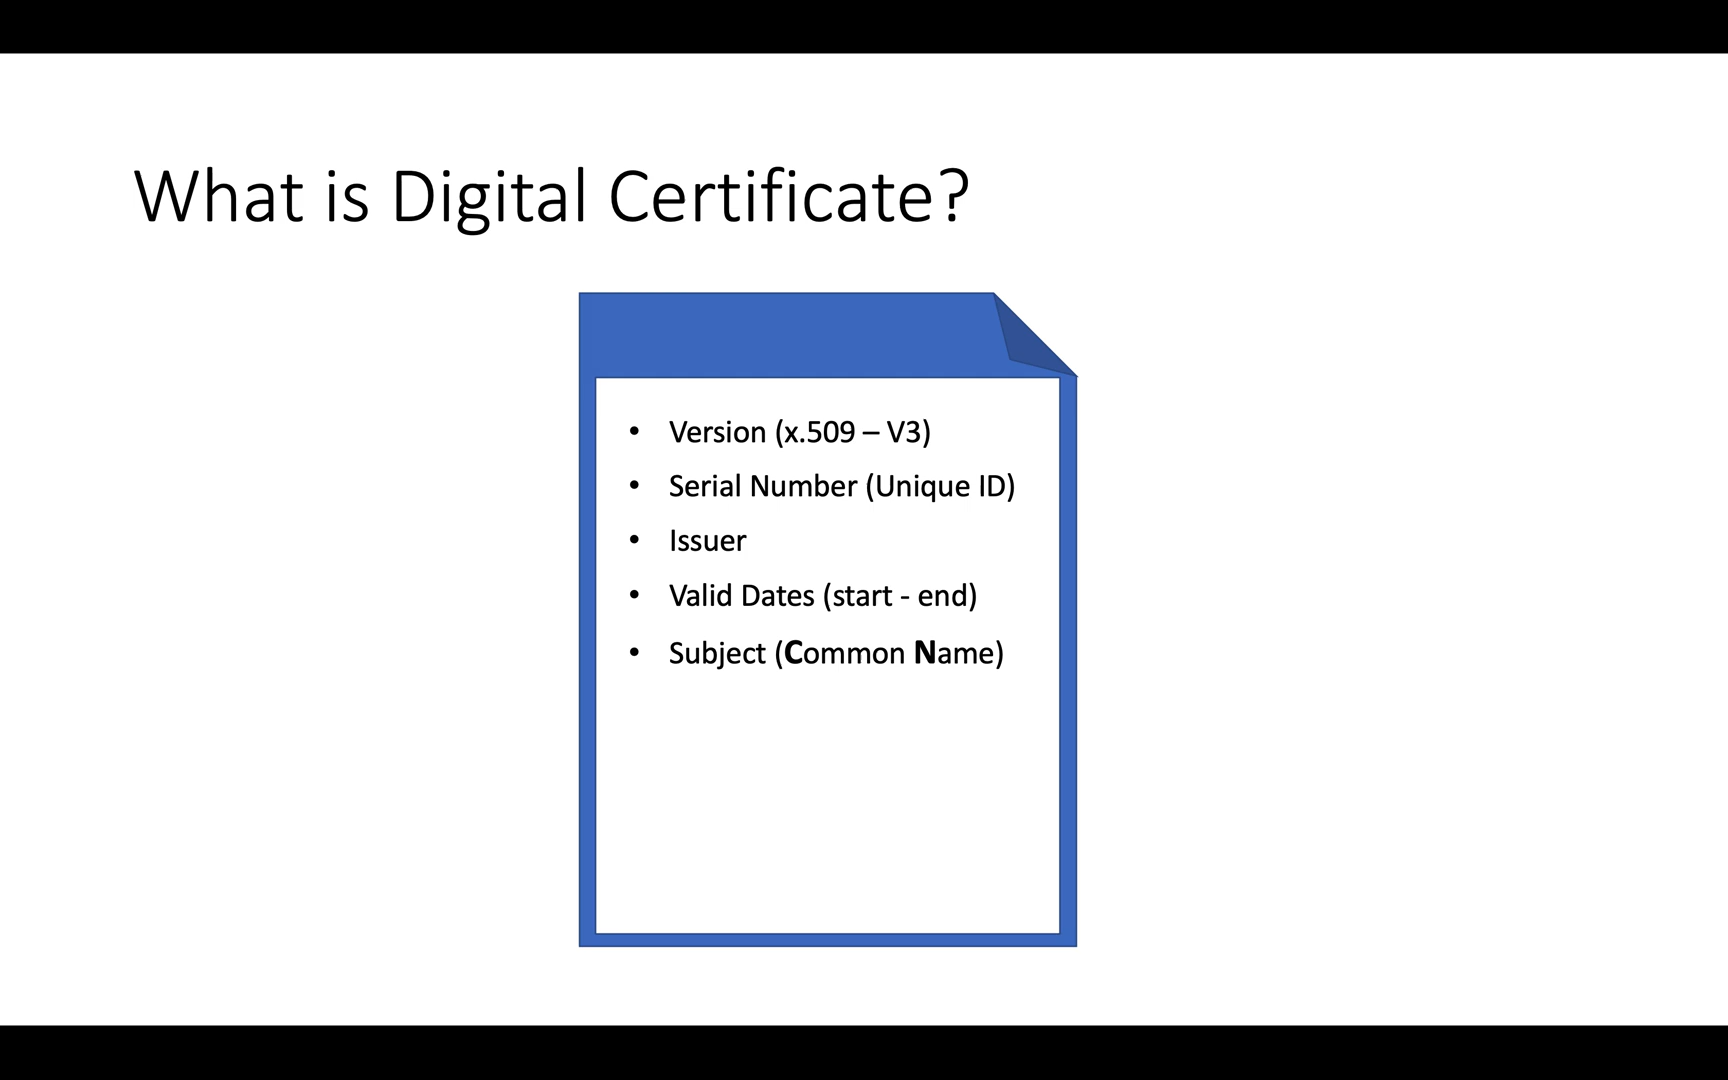 What is Digital Certificate?
• Version (x.509 – V3)
• Serial Number (Unique ID)
• Issuer
• Valid Dates (start - end)
• Subject (Common Name)